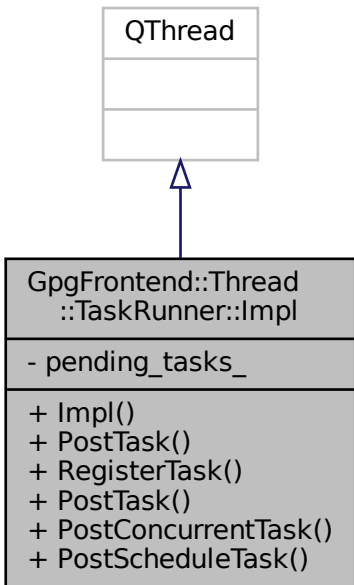 QThread
GpgFrontend::Thread
::TaskRunner::Impl
- pending_tasks_
+ Impl()
+ PostTask()
+ RegisterTask()
+ PostTask()
+ PostConcurrentTask()
+ PostScheduleTask()